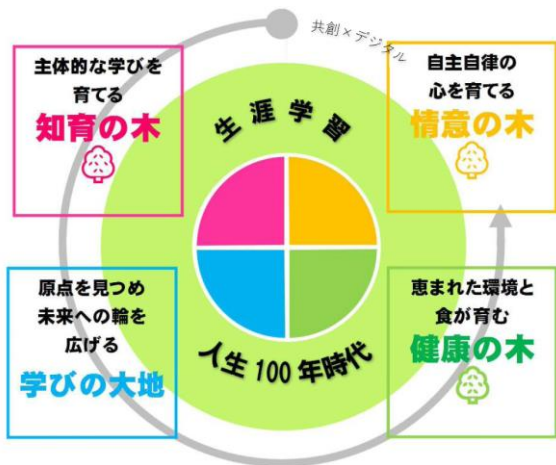 共創×デジタル
主体的な学びを
育てる
知育の木
自主自律の
心を育てる
情意の木
生涯学習
原点を見つめ
未来への輪を
広げる
学びの大地
恵まれた環境と
食が育む
健康の木
人生100年時代